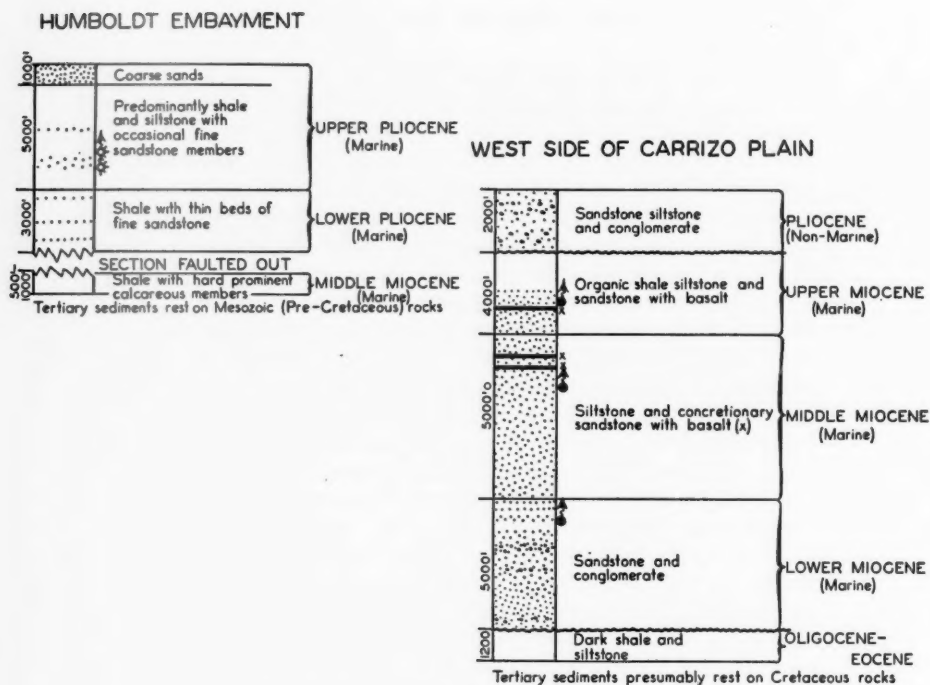 HUMBOLDT EMBAYMENT
1000'
Coarse sands
5000'
Predominantly shale
and siltstone with
occasional fine
sandstone members
UPPER PLIOCENE
(Marine)
3000'
Shale with thin beds of
fine sandstone
LOWER PLIOCENE
(Marine)
SECTION FAULTED OUT
500'
1000'
Shale with hard prominent
calcareous members
MIDDLE MIOCENE
(Marine)
Tertiary sediments rest on Mesozoic (Pre-Cretaceous) rocks
WEST SIDE OF CARRIZO PLAIN
2000'
Sandstone siltstone
and conglomerate
PLIOCENE
(Non-Marine)
4000'
Organic shale siltstone and
sandstone with basalt
x
UPPER MIOCENE
(Marine)
x
x
5000'
Siltstone and concretionary
sandstone with basalt (x)
MIDDLE MIOCENE
(Marine)
5000'
Sandstone and
conglomerate
LOWER MIOCENE
(Marine)
1200'
Dark shale and
siltstone
OLIGOCENE-
EOCENE
Tertiary sediments presumably rest on Cretaceous rocks